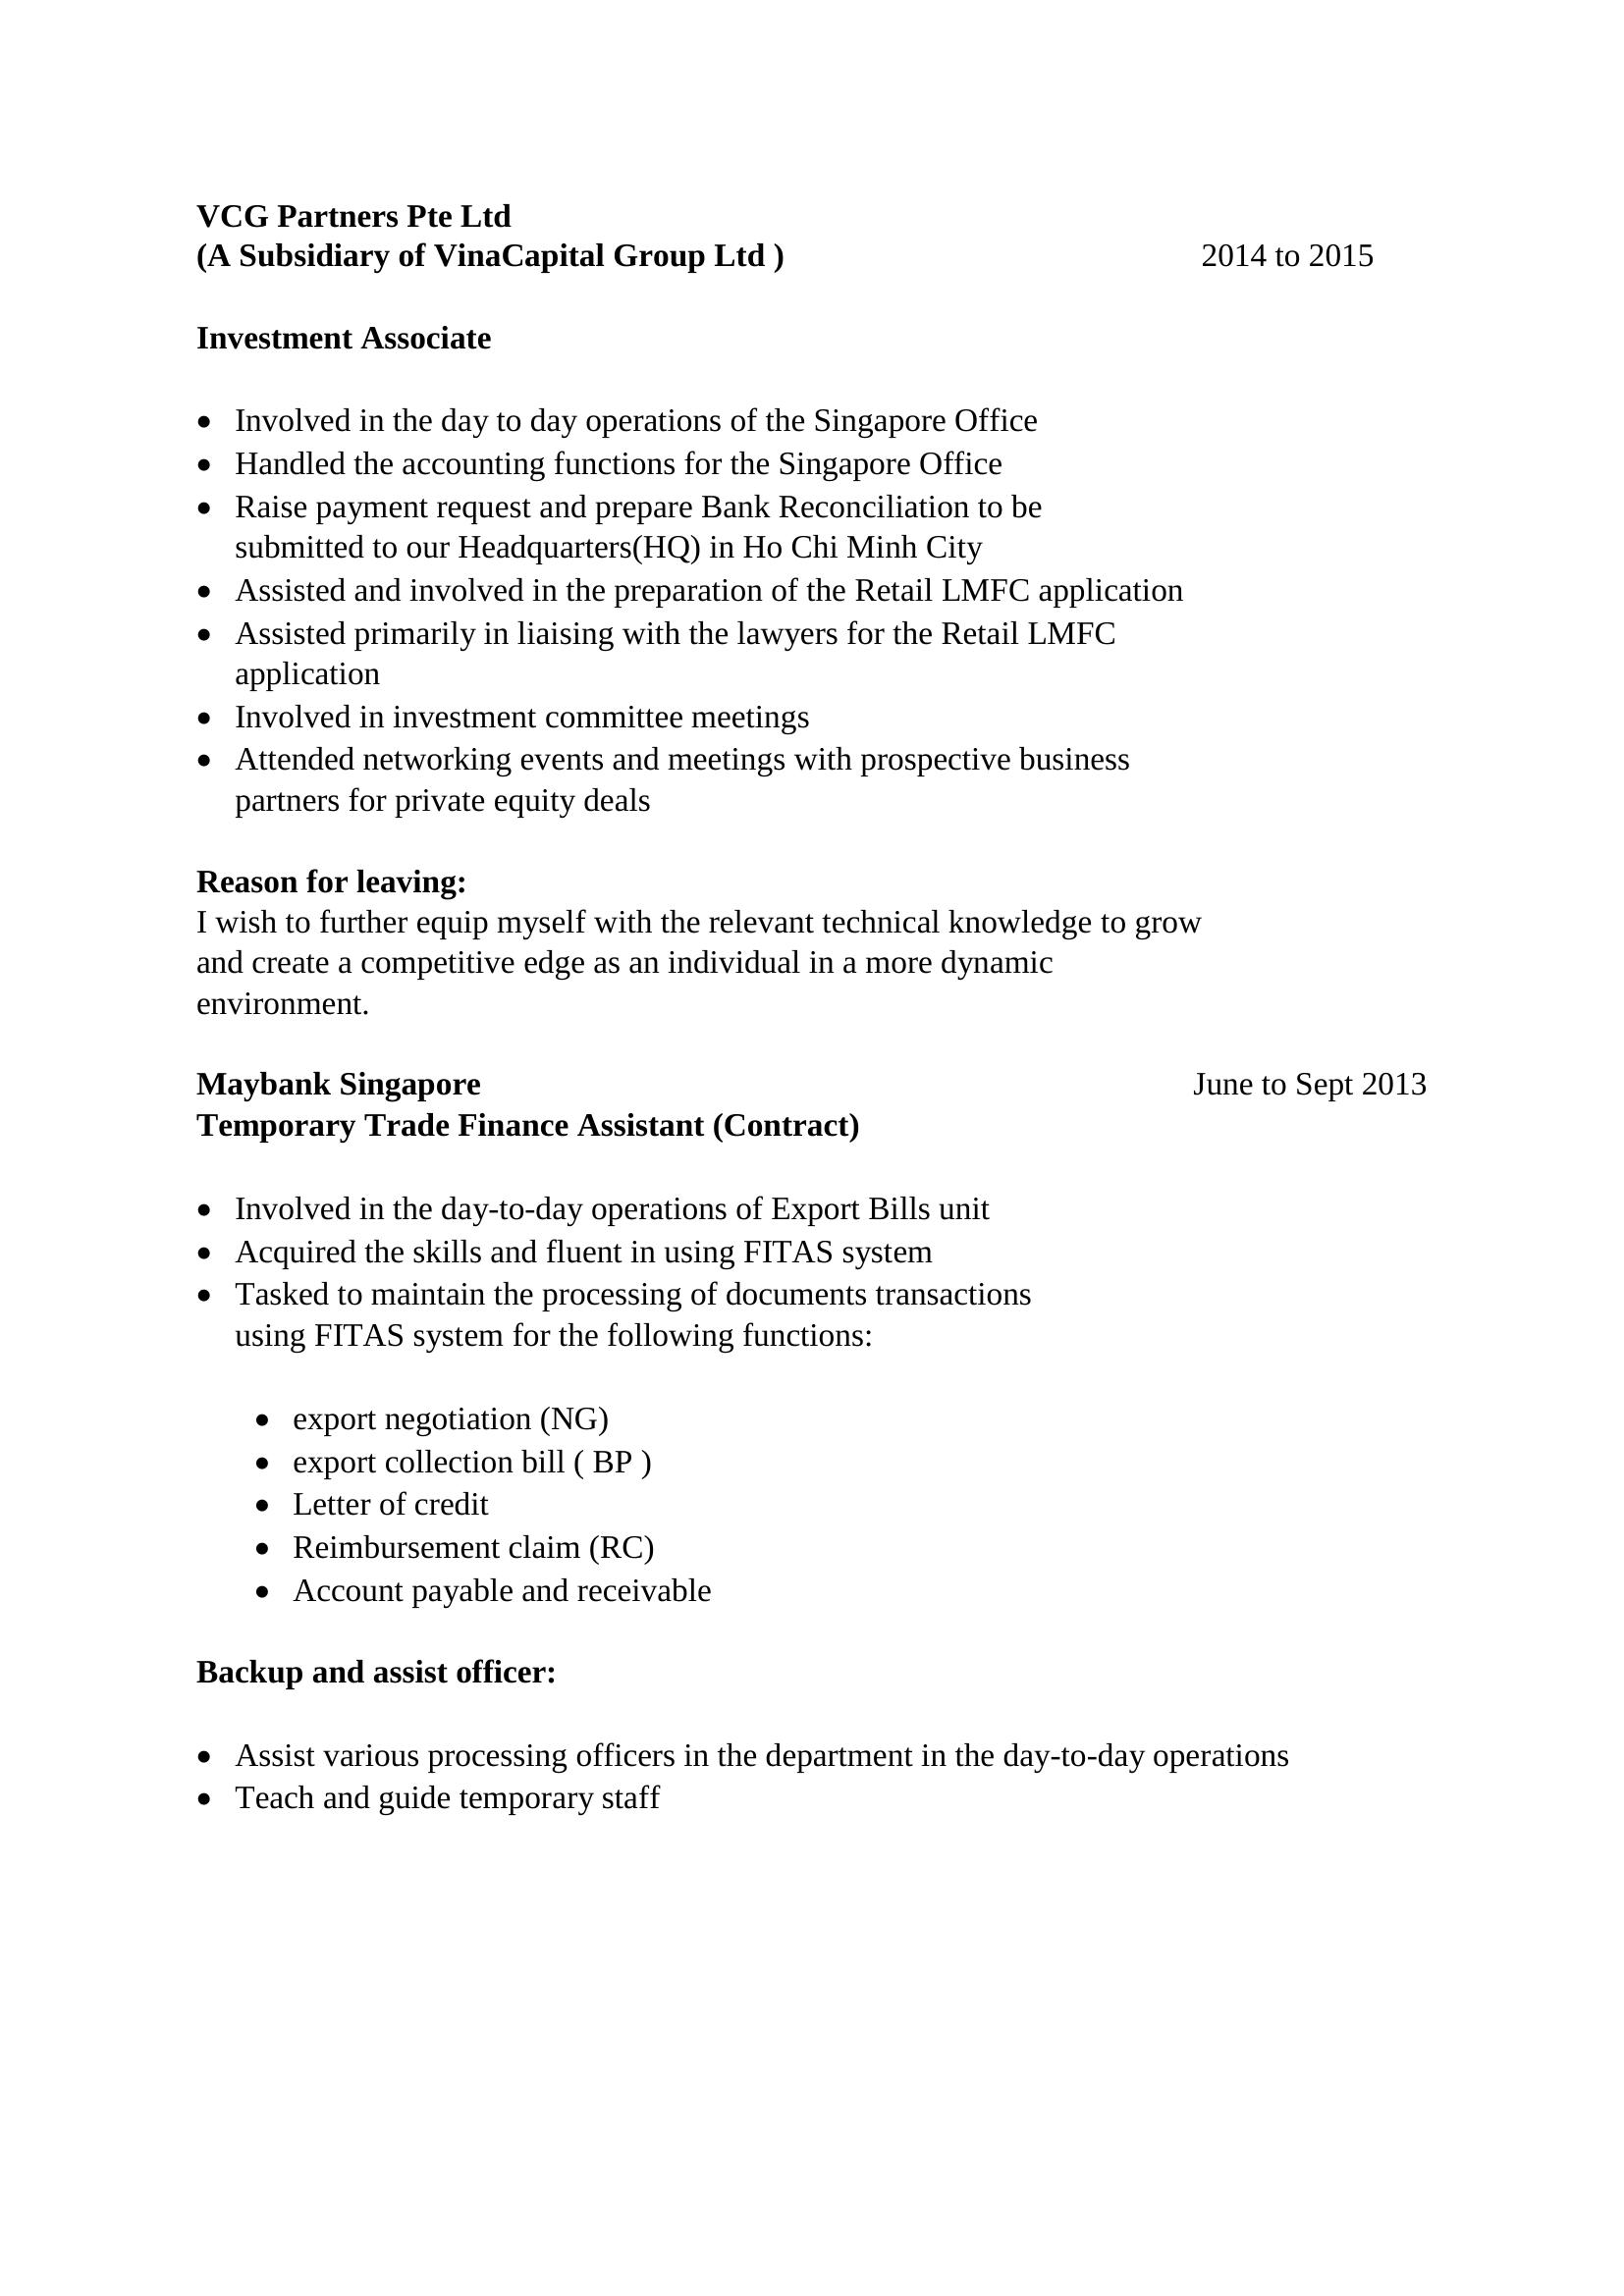 VCG Partners Pte Ltd
(A Subsidiary of VinaCapital Group Ltd ) 2014 to 2015
Investment Associate
• Involved in the day to day operations of the Singapore Office
• Handled the accounting functions for the Singapore Office
• Raise payment request and prepare Bank Reconciliation to be
submitted to our Headquarters(HQ) in Ho Chi Minh City
• Assisted and involved in the preparation of the Retail LMFC application
• Assisted primarily in liaising with the lawyers for the Retail LMFC
application
• Involved in investment committee meetings
• Attended networking events and meetings with prospective business
partners for private equity deals
Reason for leaving:
I wish to further equip myself with the relevant technical knowledge to grow
and create a competitive edge as an individual in a more dynamic
environment.
Maybank Singapore June to Sept 2013
Temporary Trade Finance Assistant (Contract)
• Involved in the day-to-day operations of Export Bills unit
• Acquired the skills and fluent in using FITAS system
• Tasked to maintain the processing of documents transactions
using FITAS system for the following functions:
• export negotiation (NG)
• export collection bill ( BP )
• Letter of credit
• Reimbursement claim (RC)
• Account payable and receivable
Backup and assist officer:
• Assist various processing officers in the department in the day-to-day operations
• Teach and guide temporary staff